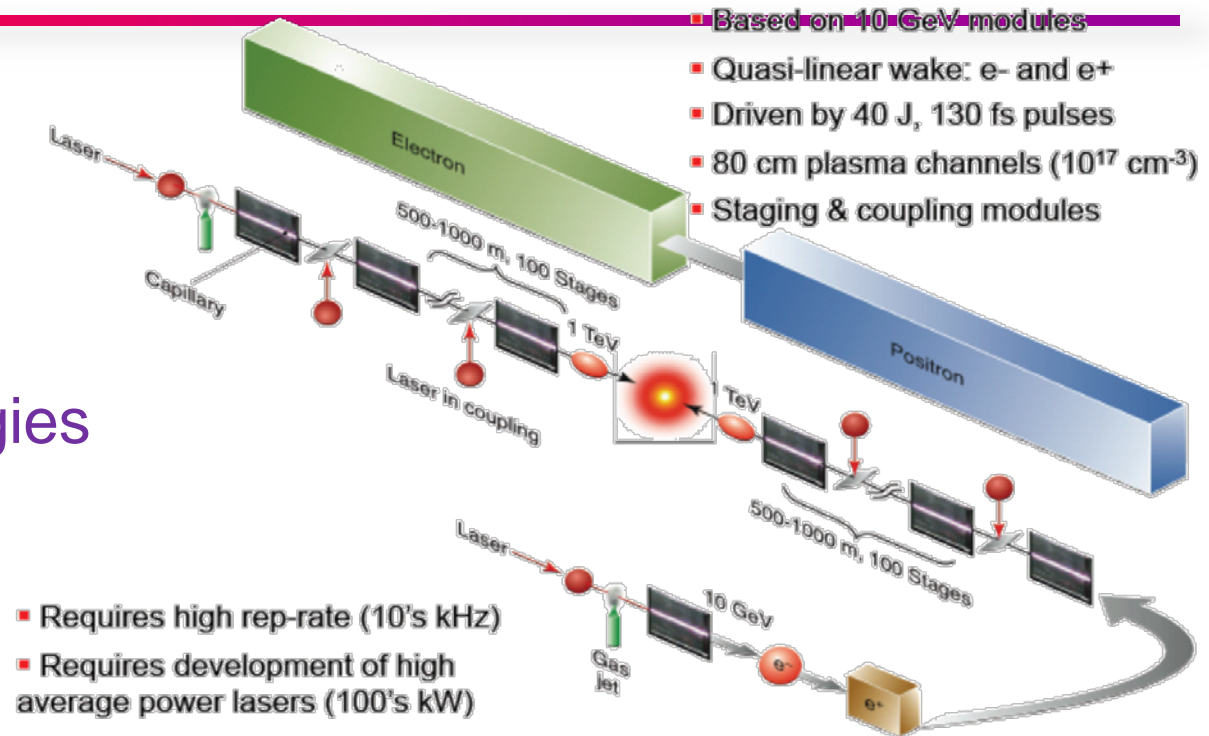 ▪ Based on 10 GeV modules
▪ Quasi-linear wake: e- and e+
▪ Driven by 40 J, 130 fs pulses
▪ 80 cm plasma channels (10¹⁷ cm⁻³)
▪ Staging & coupling modules
Electron
Laser
Capillary
500-1000 m, 100 Stages
1 TeV
Laser in coupling
Positron
1 TeV
500-1000 m, 100 Stages
gies
Laser
Gas
jet
10 GeV
e⁻
e⁺
▪ Requires high rep-rate (10's kHz)
▪ Requires development of high
average power lasers (100's kW)